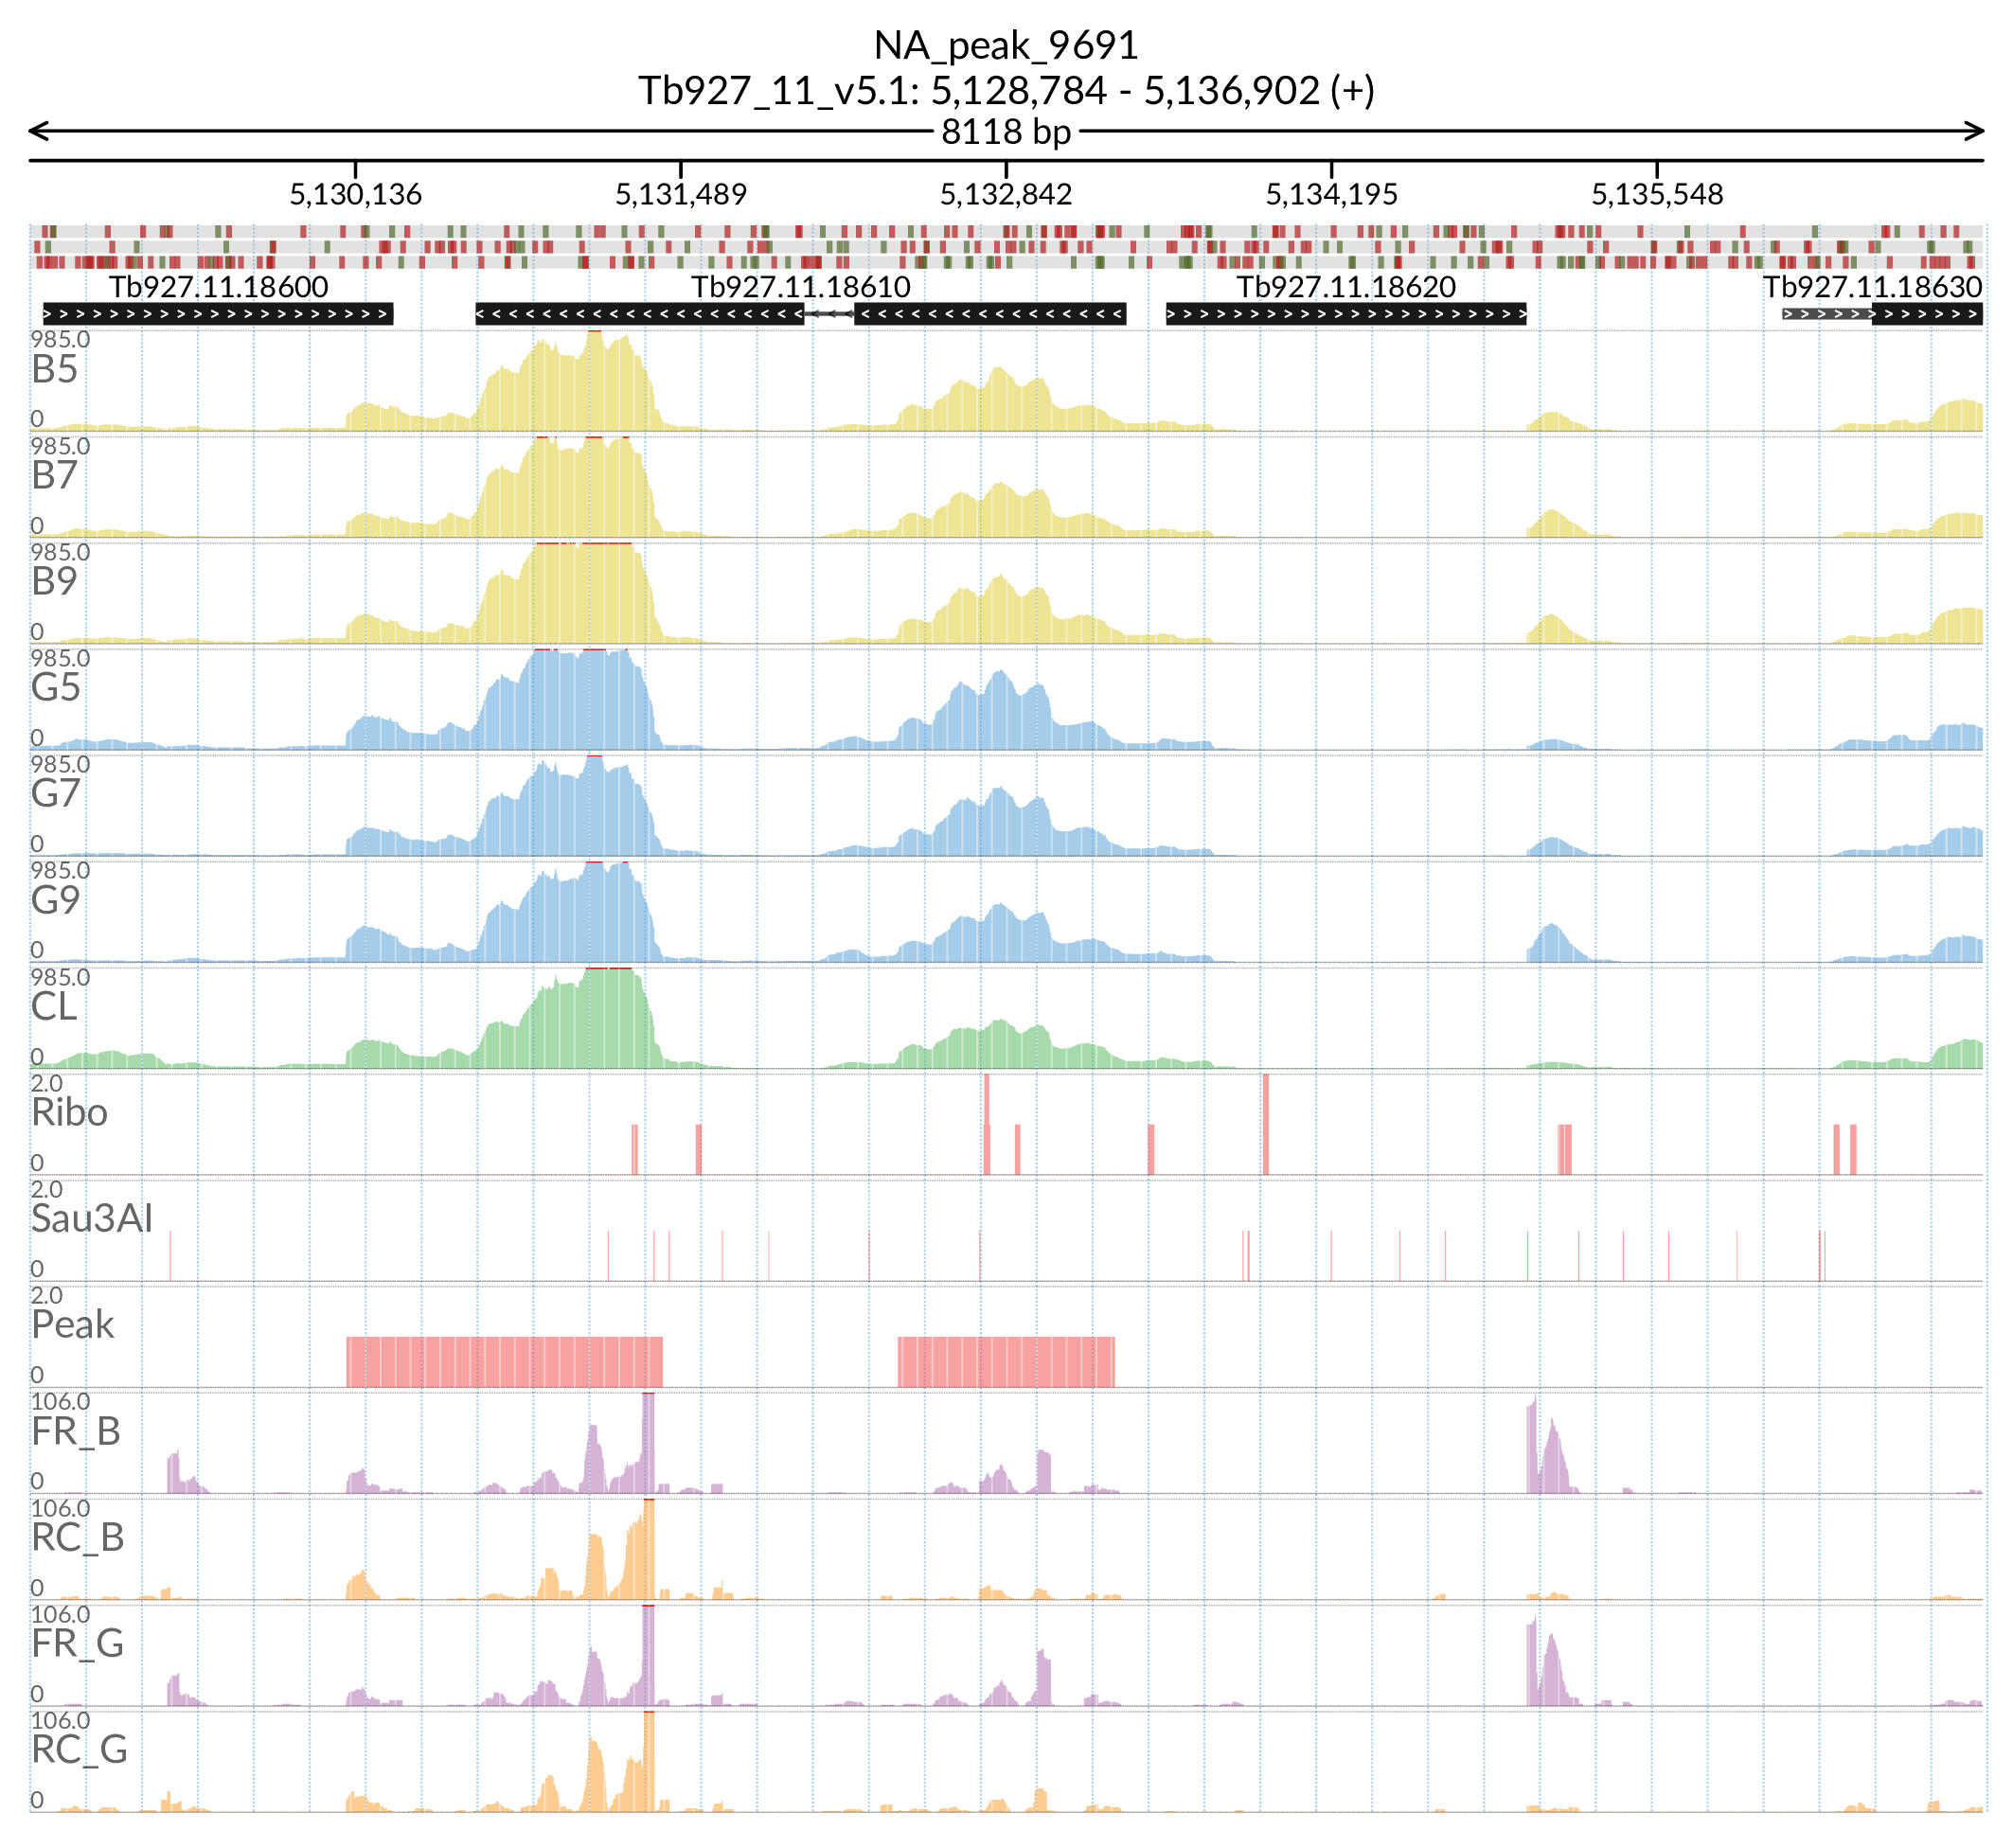 NA_peak_9691
Tb927_11_v5.1: 5,128,784 - 5,136,902 (+)
8118 bp
5,130,136 5,131,489 5,132,842 5,134,195 5,135,548
Tb927.11.18600 Tb927.11.18610 Tb927.11.18620 Tb927.11.18630
985.0
B5
0
985.0
B7
0
985.0
B9
0
985.0
G5
0
985.0
G7
0
985.0
G9
0
985.0
CL
0
2.0
Ribo
0
2.0
Sau3AI
0
2.0
Peak
0
106.0
FR_B
0
106.0
RC_B
0
106.0
FR_G
0
106.0
RC_G
0